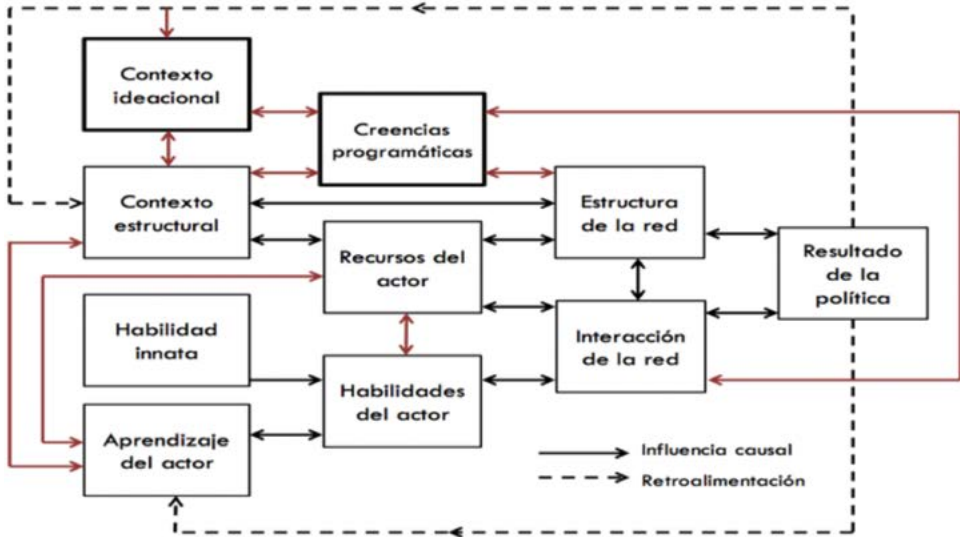 Contexto
ideacional
Creencias
programáticas
Contexto
estructural
Estructura
de la red
Recursos del
actor
Resultado
de la
política
Habilidad
innata
Interacción
de la red
Habilidades
del actor
Aprendizaje
del actor
Influencia causal
Retroalimentación